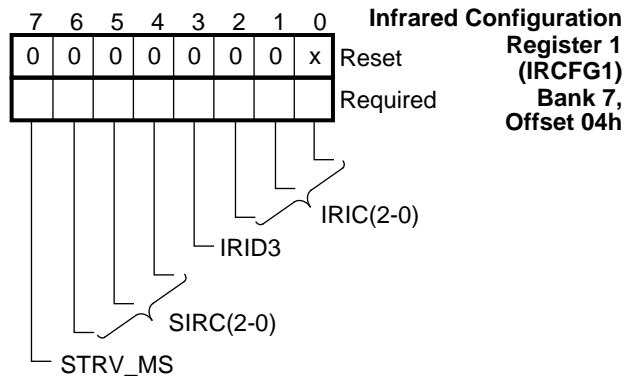 7 6 5 4 3 2 1 0
Infrared Configuration
Register 1
(IRCFG1)
Bank 7,
Offset 04h
0 0 0 0 0 0 0 x Reset
Required
IRIC(2-0)
IRID3
SIRC(2-0)
STRV_MS